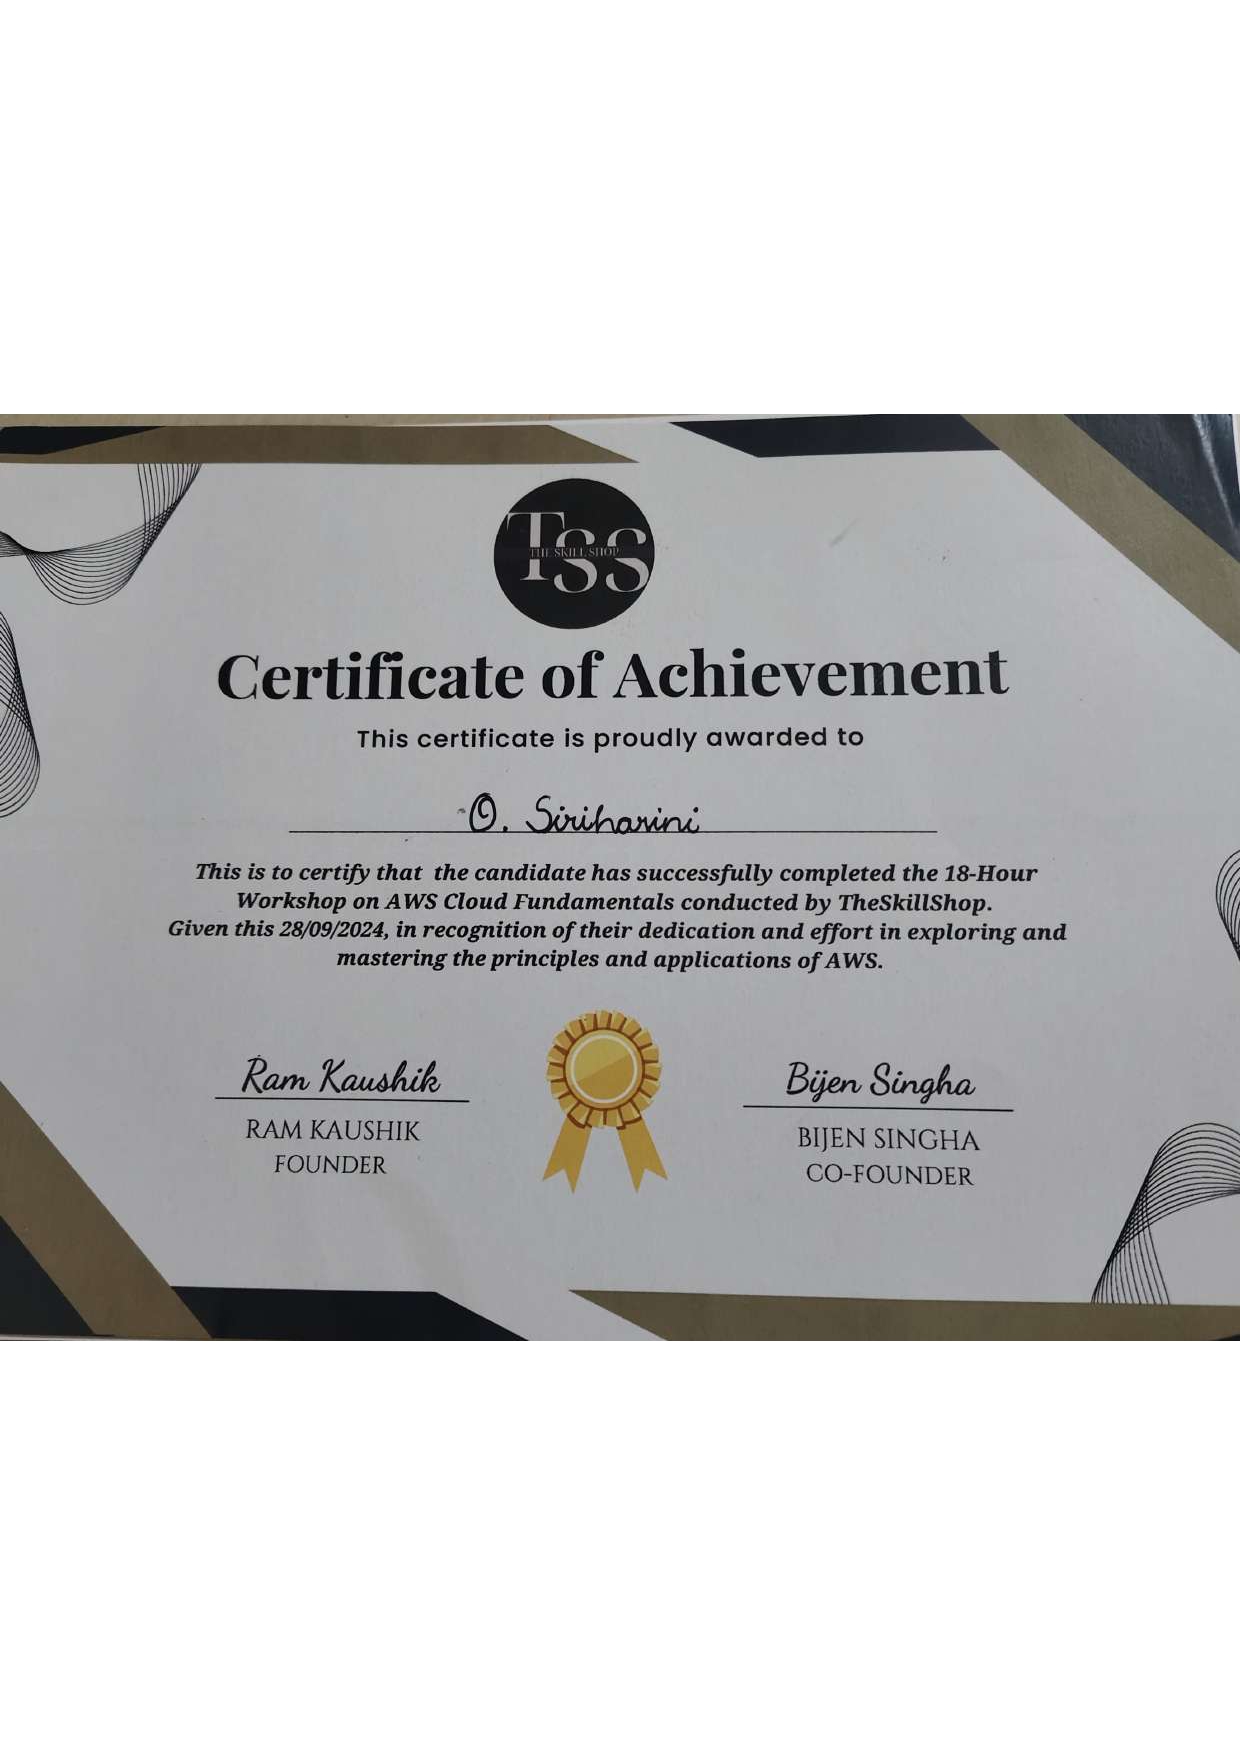 TSS
THE SKILL SHOP
Certificate of Achievement
This certificate is proudly awarded to
O. Siriharini
This is to certify that the candidate has successfully completed the 18-Hour
Workshop on AWS Cloud Fundamentals conducted by TheSkillShop.
Given this 28/09/2024, in recognition of their dedication and effort in exploring and
mastering the principles and applications of AWS.
Ram Kaushik
RAM KAUSHIK
FOUNDER
Bijen Singha
BIJEN SINGHA
CO-FOUNDER